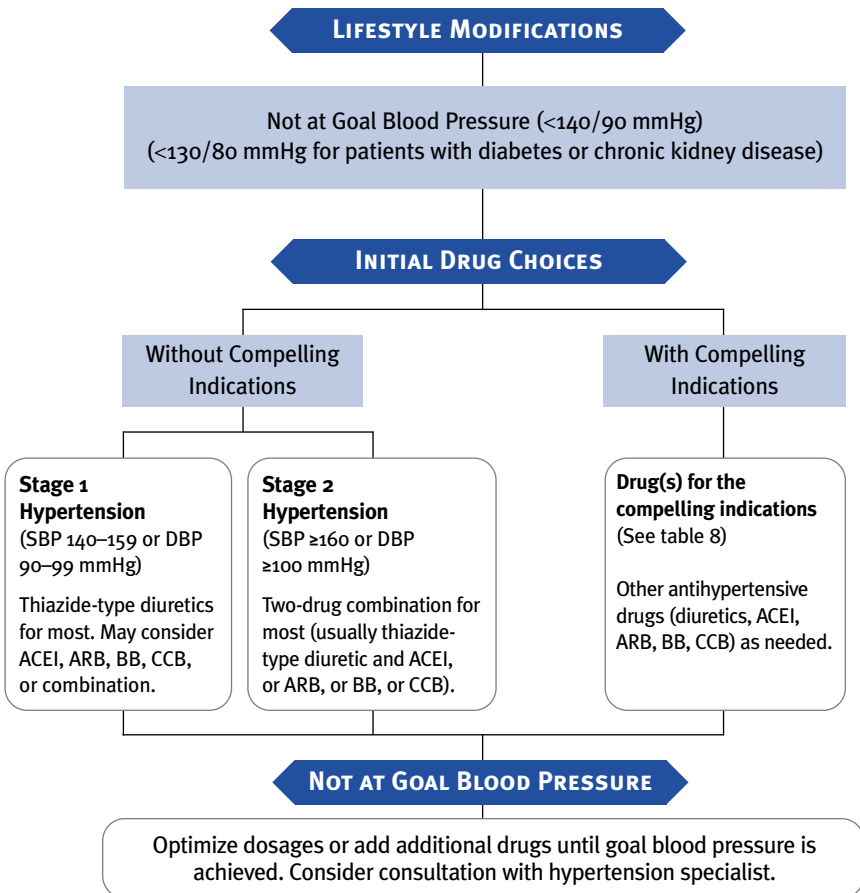 LIFESTYLE MODIFICATIONS
Not at Goal Blood Pressure (<140/90 mmHg)
(<130/80 mmHg for patients with diabetes or chronic kidney disease)
INITIAL DRUG CHOICES
Without Compelling
Indications
With Compelling
Indications
Stage 1
Hypertension
(SBP 140–159 or DBP
90–99 mmHg)
Thiazide-type diuretics
for most. May consider
ACEI, ARB, BB, CCB,
or combination.
Stage 2
Hypertension
(SBP ≥160 or DBP
≥100 mmHg)
Two-drug combination for
most (usually thiazide-
type diuretic and ACEI,
or ARB, or BB, or CCB).
Drug(s) for the
compelling indications
(See table 8)
Other antihypertensive
drugs (diuretics, ACEI,
ARB, BB, CCB) as needed.
NOT AT GOAL BLOOD PRESSURE
Optimize dosages or add additional drugs until goal blood pressure is
achieved. Consider consultation with hypertension specialist.